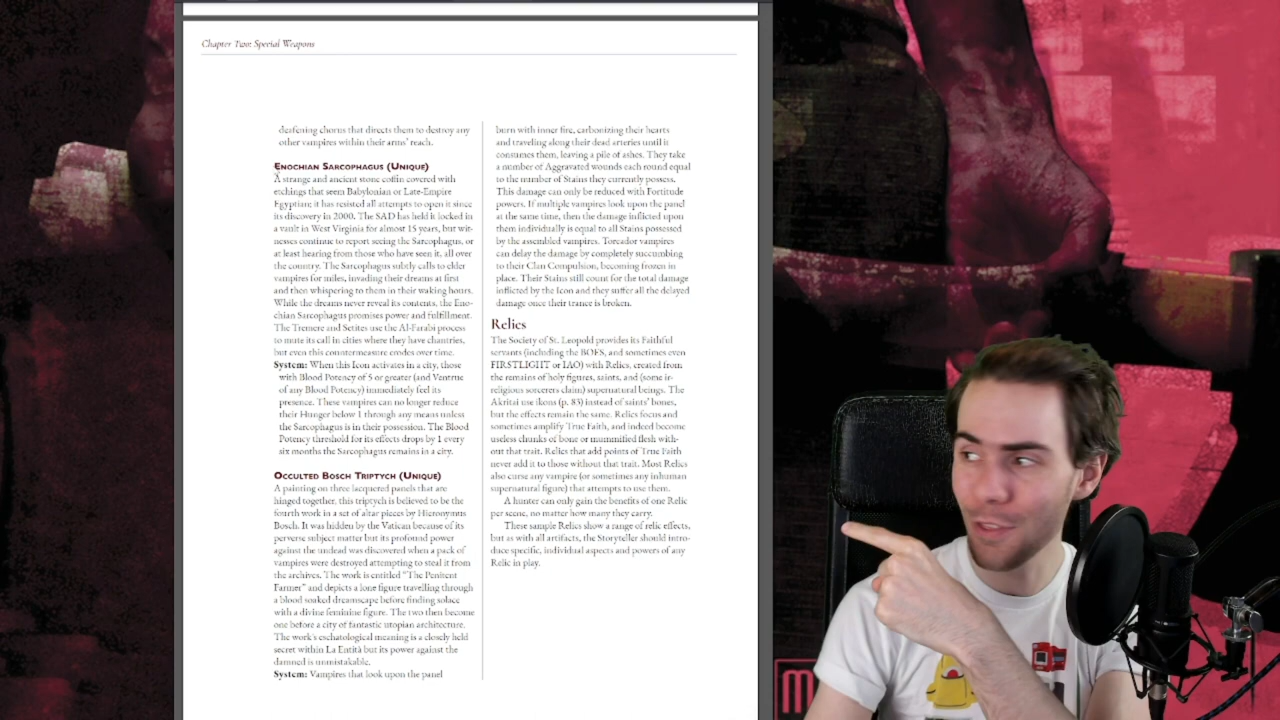 Chapter Two: Special Weapons
deafening chorus that directs them to destroy any
other vampires within their arms' reach.
Enochian Sarcophagus (Unique)
A strange and ancient stone coffin covered with
etchings that seem Babylonian or Late-Empire
Egyptian; it has resisted all attempts to open it since
its discovery in 2000. The SAD has held it locked in
a vault in West Virginia for almost 15 years, but wit-
nesses continue to report seeing the Sarcophagus, or
at least hearing from those who have seen it, all over
the country. The Sarcophagus subtly calls to elder
vampires for miles, invading their dreams at first
and then whispering to them in their waking hours.
While the dreams never reveal its contents, the Eno-
chian Sarcophagus promises power and fulfillment.
The Tremere and Setites use the Al-Farabi process
to mute its call in cities where they have chantries,
but even this countermeasure erodes over time.
System: When this Icon activates in a city, those
with Blood Potency of 5 or greater (and Ventrue
of any Blood Potency) immediately feel its
presence. These vampires can no longer reduce
their Hunger below 1 through any means unless
the Sarcophagus is in their possession. The Blood
Potency threshold for its effects drops by 1 every
six months the Sarcophagus remains in a city.
Occulted Bosch Triptych (Unique)
A painting on three lacquered panels that are
hinged together, this triptych is believed to be the
fourth work in a set of altar pieces by Hieronymus
Bosch. It was hidden by the Vatican because of its
perverse subject matter but its profound power
against the undead was discovered when a pack of
vampires were destroyed attempting to steal it from
the archives. The work is entitled "The Penitent
Farmer" and depicts a lone figure travelling through
a blood soaked dreamscape before finding solace
with a divine feminine figure. The two then become
one before a city of fantastic utopian architecture.
The work's eschatological meaning is a closely held
secret within La Entità but its power against the
damned is unmistakable.
System: Vampires that look upon the panel
burn with inner fire, carbonizing their hearts
and traveling along their dead arteries until it
consumes them, leaving a pile of ashes. They take
a number of Aggravated wounds each round equal
to the number of Stains they currently possess.
This damage can only be reduced with Fortitude
powers. If multiple vampires look upon the panel
at the same time, then the damage inflicted upon
them individually is equal to all Stains possessed
by the assembled vampires. Toreador vampires
can delay the damage by completely succumbing
to their Clan Compulsion, becoming frozen in
place. Their Stains still count for the total damage
inflicted by the Icon and they suffer all the delayed
damage once their trance is broken.
Relics
The Society of St. Leopold provides its Faithful
servants (including the BOES, and sometimes even
FIRSTLIGHT or IAO) with Relics, created from
the remains of holy figures, saints, and (some ir-
religious sorcerers claim) supernatural beings. The
Akritai use ikons (p. 83) instead of saints' bones,
but the effects remain the same. Relics focus and
sometimes amplify True Faith, and indeed become
useless chunks of bone or mummified flesh with-
out that trait. Relics that add points of True Faith
never add it to those without that trait. Most Relics
also curse any vampire (or sometimes any inhuman
supernatural figure) that attempts to use them.
A hunter can only gain the benefits of one Relic
per scene, no matter how many they carry.
These sample Relics show a range of relic effects,
but as with all artifacts, the Storyteller should intro-
duce specific, individual aspects and powers of any
Relic in play.